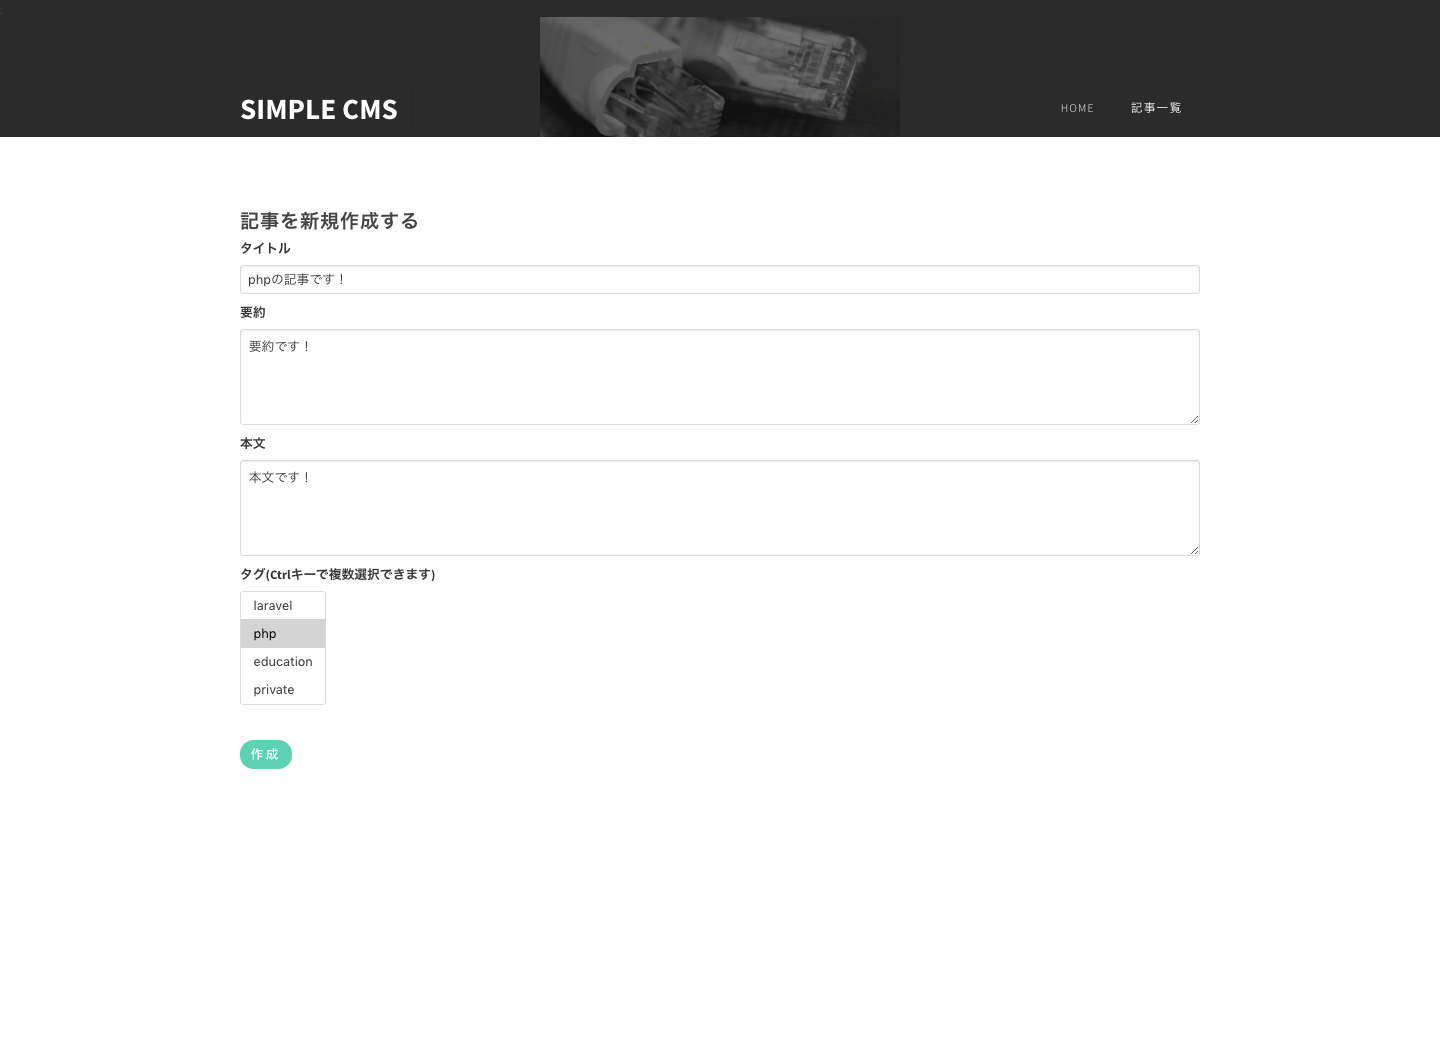 SIMPLE CMS
HOME
記事一覧
記事を新規作成する
タイトル
phpの記事です！
要約
要約です！
本文
本文です！
タグ(Ctrlキーで複数選択できます)
laravel
php
education
private
作成